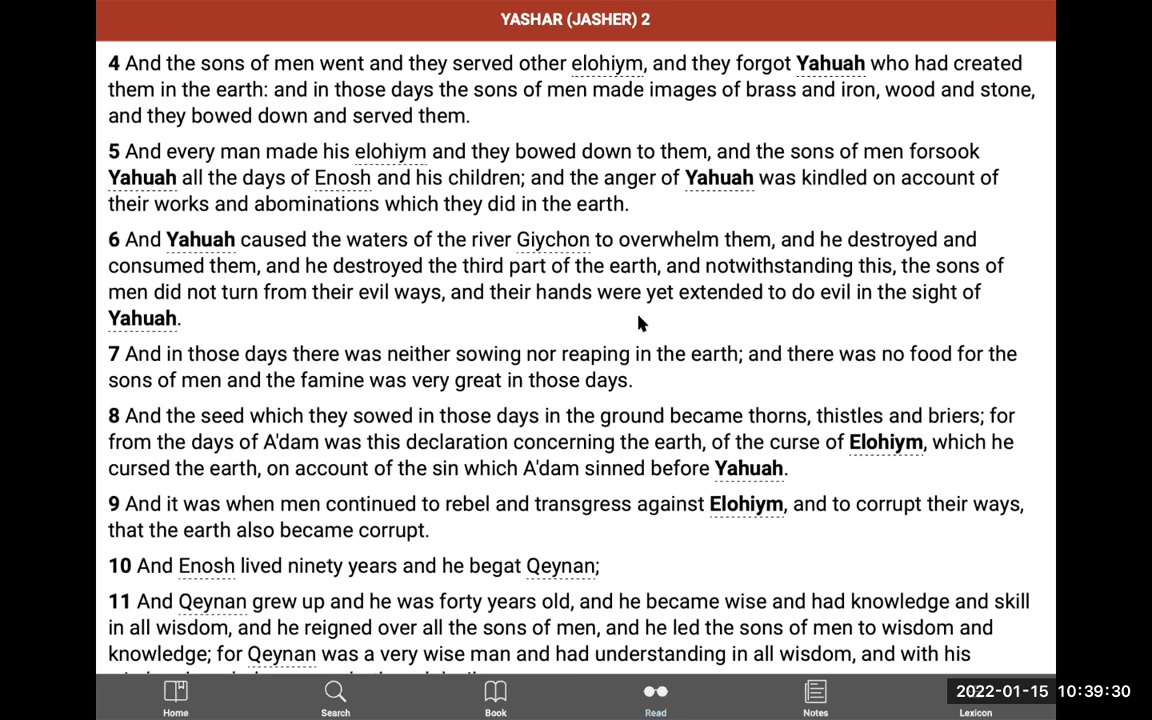 YASHAR (JASHER) 2
4 And the sons of men went and they served other elohiym, and they forgot Yahuah who had created
them in the earth: and in those days the sons of men made images of brass and iron, wood and stone,
and they bowed down and served them.
5 And every man made his elohiym and they bowed down to them, and the sons of men forsook
Yahuah all the days of Enosh and his children; and the anger of Yahuah was kindled on account of
their works and abominations which they did in the earth.
6 And Yahuah caused the waters of the river Giychon to overwhelm them, and he destroyed and
consumed them, and he destroyed the third part of the earth, and notwithstanding this, the sons of
men did not turn from their evil ways, and their hands were yet extended to do evil in the sight of
Yahuah.
7 And in those days there was neither sowing nor reaping in the earth; and there was no food for the
sons of men and the famine was very great in those days.
8 And the seed which they sowed in those days in the ground became thorns, thistles and briers; for
from the days of A'dam was this declaration concerning the earth, of the curse of Elohiym, which he
cursed the earth, on account of the sin which A'dam sinned before Yahuah.
9 And it was when men continued to rebel and transgress against Elohiym, and to corrupt their ways,
that the earth also became corrupt.
10 And Enosh lived ninety years and he begat Qeynan;
11 And Qeynan grew up and he was forty years old, and he became wise and had knowledge and skill
in all wisdom, and he reigned over all the sons of men, and he led the sons of men to wisdom and
knowledge; for Qeynan was a very wise man and had understanding in all wisdom, and with his
2022-01-15 10:39:30
Home Search Book Read Notes Lexicon